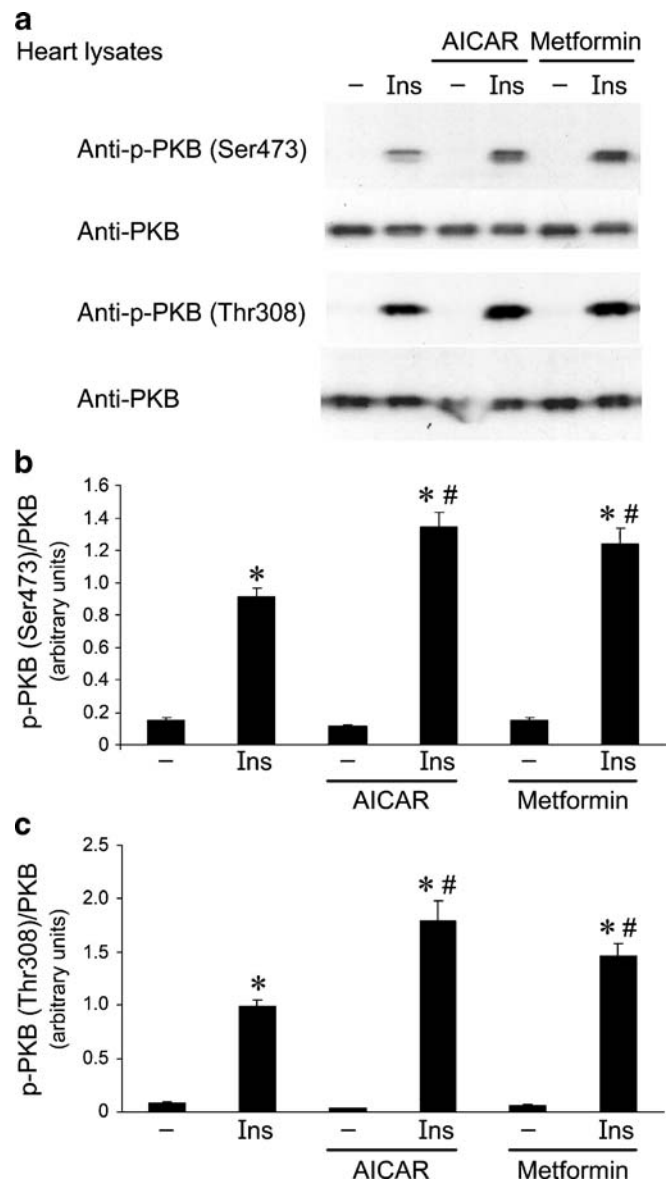 a
Heart lysates
AICAR Metformin
– Ins – Ins – Ins
Anti-p-PKB (Ser473)
Anti-PKB
Anti-p-PKB (Thr308)
Anti-PKB
b
p-PKB (Ser473)/PKB
(arbitrary units)
1.6
1.4
1.2
1.0
0.8
0.6
0.4
0.2
0
*
* #
* #
– Ins – Ins – Ins
AICAR Metformin
c
p-PKB (Thr308)/PKB
(arbitrary units)
2.5
2.0
1.5
1.0
0.5
0
*
* #
* #
– Ins – Ins – Ins
AICAR Metformin